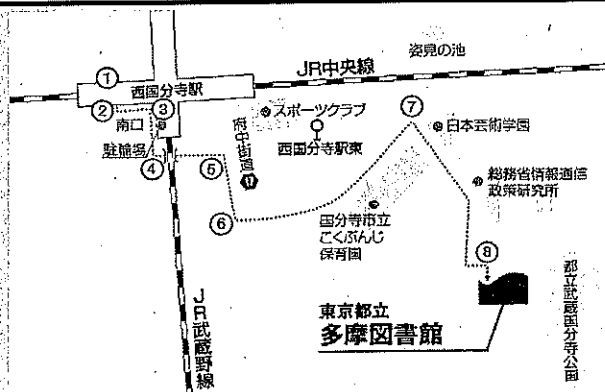 姿見の池
JR中央線
①
西国分寺駅
②
③
南口
駐輪場
④
府中街道
スポーツクラブ
西国分寺駅東
⑦
日本芸術学園
⑤
総務省情報通信
政策研究所
⑥
国分寺市立
こくぶんじ
保育園
⑧
JR武蔵野線
東京都立
多摩図書館
都立武蔵国分寺公園